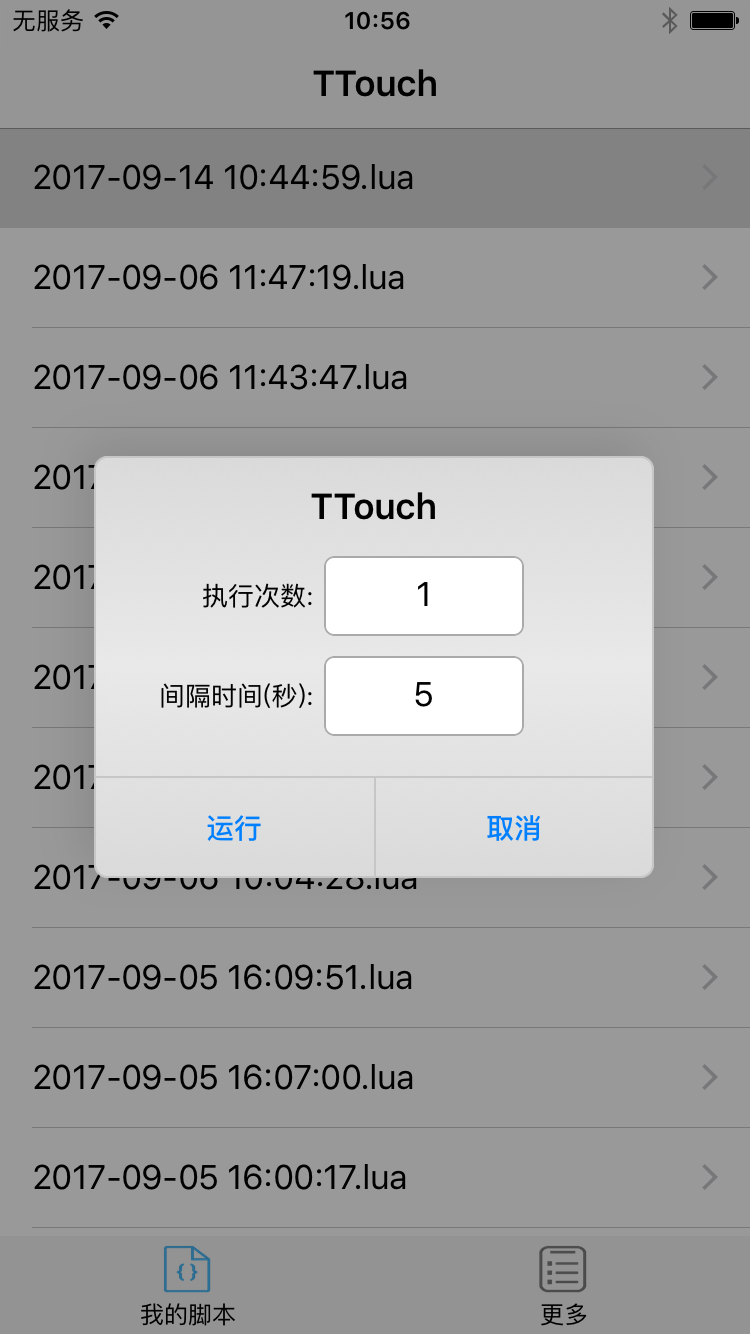 无服务 10:56
TTouch
2017-09-14 10:44:59.lua
2017-09-06 11:47:19.lua
2017-09-06 11:43:47.lua
2017
TTouch
2017
执行次数: 1
2017
间隔时间(秒): 5
2017
运行 取消
2017-09-06 10:04:28.lua
2017-09-05 16:09:51.lua
2017-09-05 16:07:00.lua
2017-09-05 16:00:17.lua
我的脚本 更多